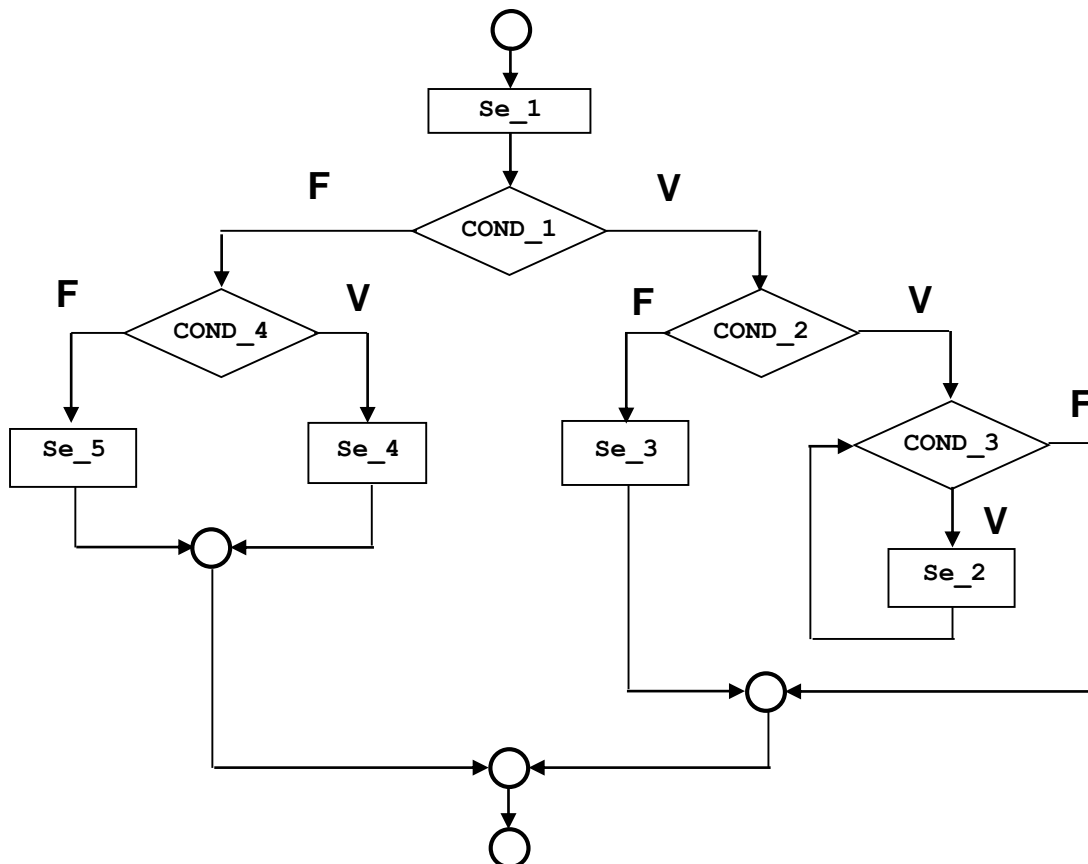 Se_1
F
V
COND_1
F
V
F
V
COND_4
COND_2
F
Se_5
Se_4
Se_3
COND_3
V
Se_2